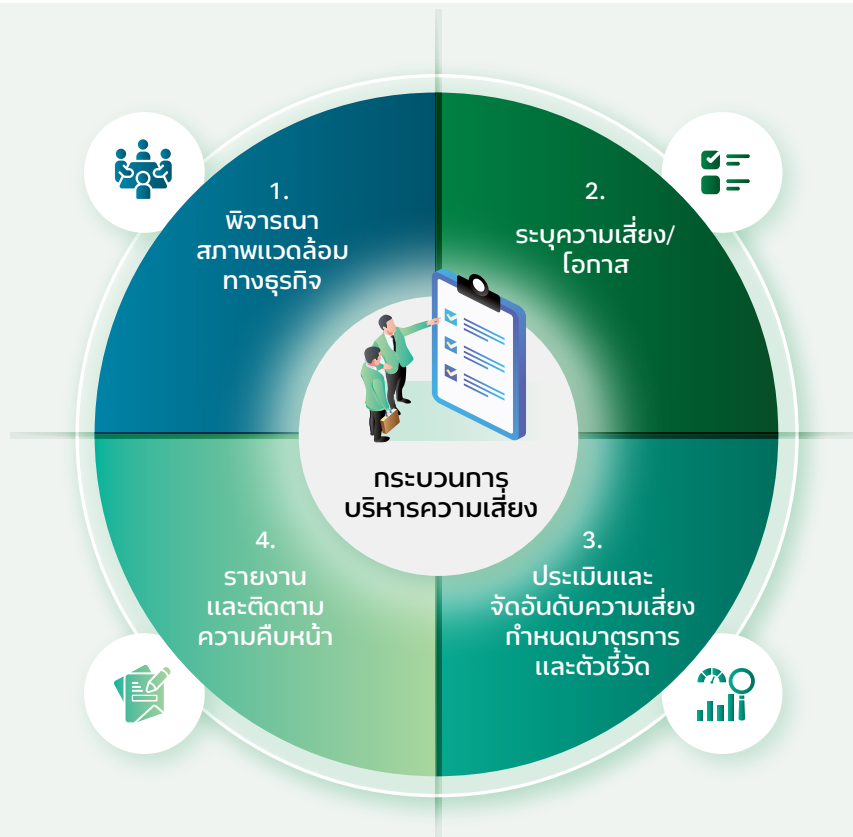 1.
พิจารณา
สภาพแวดล้อม
ทางธุรกิจ
2.
ระบุความเสี่ยง/
โอกาส
กระบวนการ
บริหารความเสี่ยง
3.
ประเมินและ
จัดอันดับความเสี่ยง
กำหนดมาตรการ
และตัวชี้วัด
4.
รายงาน
และติดตาม
ความคืบหน้า